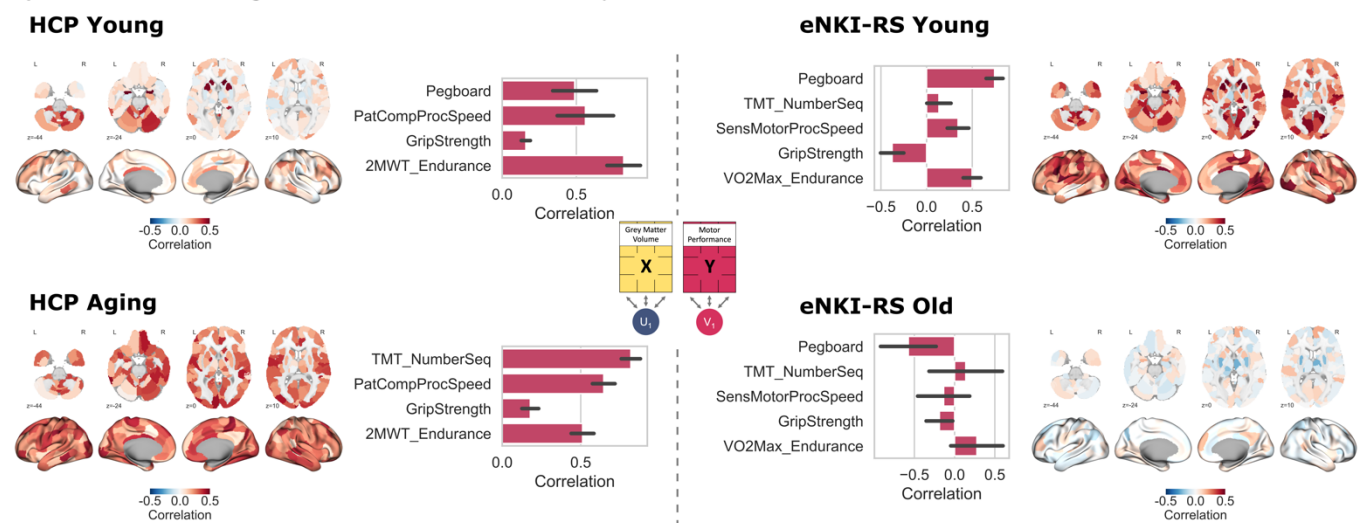 HCP Young
L R
z=-44 z=-24 z=0 z=10
-0.5 0.0 0.5
Correlation
Pegboard
PatCompProcSpeed
GripStrength
2MWT_Endurance
0.0 0.5
Correlation
eNKI-RS Young
Pegboard
TMT_NumberSeq
SensMotorProcSpeed
GripStrength
VO2Max_Endurance
−0.5 0.0 0.5
Correlation
L R
z=-44 z=-24 z=0 z=10
-0.5 0.0 0.5
Correlation
Grey Matter
Volume
X
U1
Motor
Performance
Y
V1
HCP Aging
L R
z=-44 z=-24 z=0 z=10
-0.5 0.0 0.5
Correlation
TMT_NumberSeq
PatCompProcSpeed
GripStrength
2MWT_Endurance
0.0 0.5
Correlation
eNKI-RS Old
Pegboard
TMT_NumberSeq
SensMotorProcSpeed
GripStrength
VO2Max_Endurance
−0.5 0.0 0.5
Correlation
L R
z=-44 z=-24 z=0 z=10
-0.5 0.0 0.5
Correlation